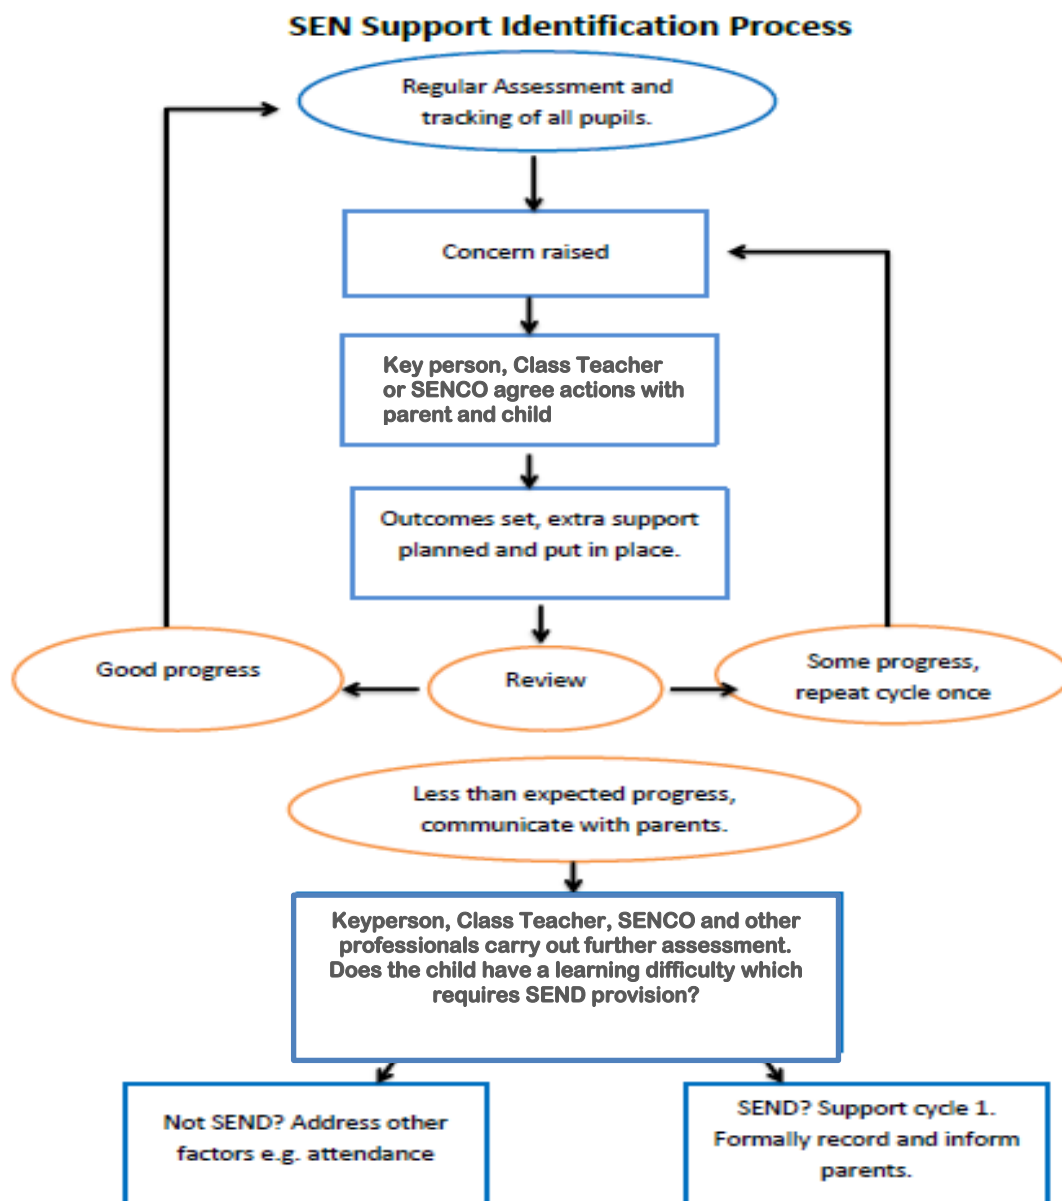 SEN Support Identification Process
Regular Assessment and
tracking of all pupils.
Concern raised
Key person, Class Teacher
or SENCO agree actions with
parent and child
Outcomes set, extra support
planned and put in place.
Good progress
Review
Some progress,
repeat cycle once
Less than expected progress,
communicate with parents.
Keyperson, Class Teacher, SENCO and other
professionals carry out further assessment.
Does the child have a learning difficulty which
requires SEND provision?
Not SEND? Address other
factors e.g. attendance
SEND? Support cycle 1.
Formally record and inform
parents.